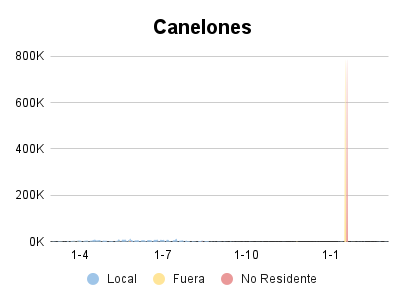 Canelones
800K
600K
400K
200K
0K
1-4 1-7 1-10 1-1
Local Fuera No Residente